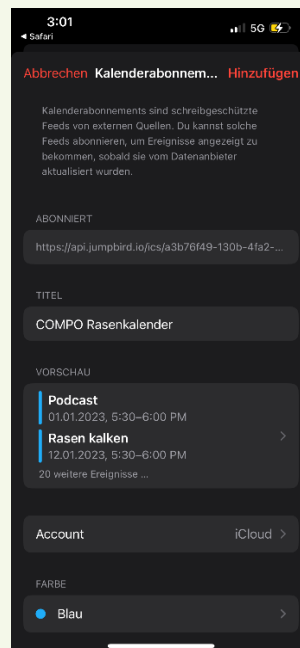 3:01
5G
◀ Safari
Abbrechen Kalenderabonnem... Hinzufügen
Kalenderabonnements sind schreibgeschützte
Feeds von externen Quellen. Du kannst solche
Feeds abonnieren, um Ereignisse angezeigt zu
bekommen, sobald sie vom Datenanbieter
aktualisiert wurden.
ABONNIERT
https://api.jumpbird.io/ics/a3b76f49-130b-4fa2-...
TITEL
COMPO Rasenkalender
VORSCHAU
Podcast
01.01.2023, 5:30–6:00 PM
Rasen kalken
12.01.2023, 5:30–6:00 PM
20 weitere Ereignisse ...
Account iCloud
FARBE
Blau